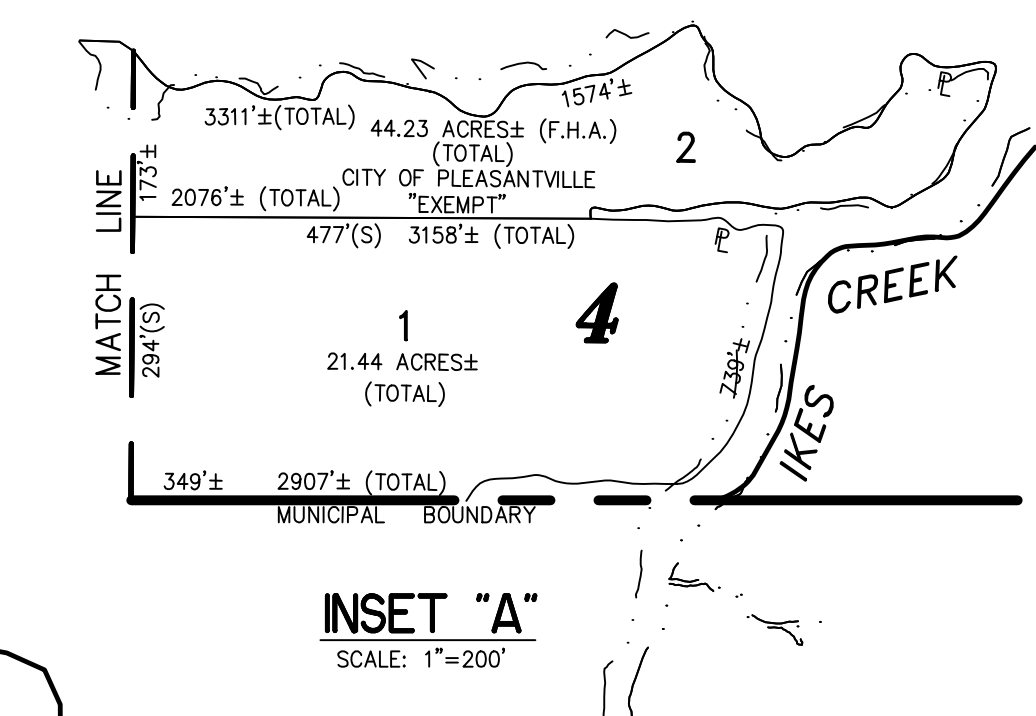 3311'±(TOTAL)
1574'±
44.23 ACRES± (F.H.A.)
(TOTAL)
2
173'±
CITY OF PLEASANTVILLE
"EXEMPT"
2076'± (TOTAL)
477'(S) 3158'± (TOTAL)
PL
PL
MATCH LINE
294'(S)
1
21.44 ACRES±
(TOTAL)
4
739'±
IKES CREEK
349'± 2907'± (TOTAL)
MUNICIPAL BOUNDARY
INSET "A"
SCALE: 1"=200'